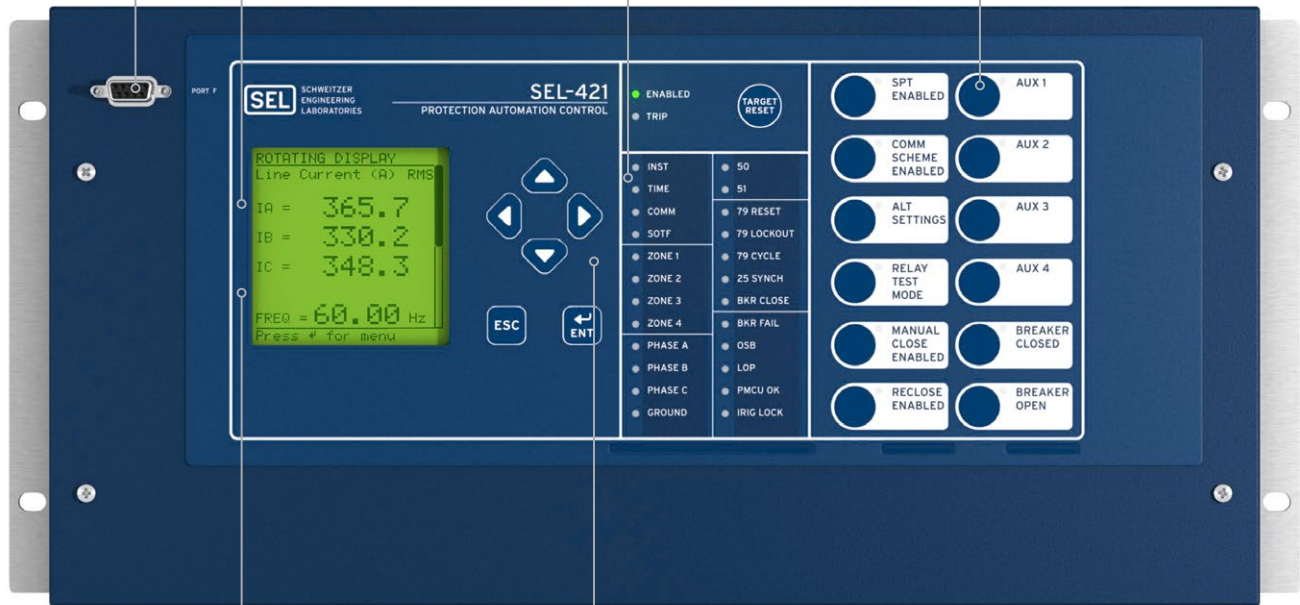 PORT F
SEL
SCHWEITZER
ENGINEERING
LABORATORIES
SEL-421
PROTECTION AUTOMATION CONTROL
ROTATING DISPLAY
Line Current (A) RMS
IA = 365.7
IB = 330.2
IC = 348.3
FREQ = 60.00 Hz
Press ↵ for menu
ESC
ENT
ENABLED
TRIP
TARGET
RESET
INST
TIME
COMM
SOTF
ZONE 1
ZONE 2
ZONE 3
ZONE 4
PHASE A
PHASE B
PHASE C
GROUND
50
51
79 RESET
79 LOCKOUT
79 CYCLE
25 SYNCH
BKR CLOSE
BKR FAIL
OSB
LOP
PMCU OK
IRIG LOCK
SPT
ENABLED
COMM
SCHEME
ENABLED
ALT
SETTINGS
RELAY
TEST
MODE
MANUAL
CLOSE
ENABLED
RECLOSE
ENABLED
AUX 1
AUX 2
AUX 3
AUX 4
BREAKER
CLOSED
BREAKER
OPEN